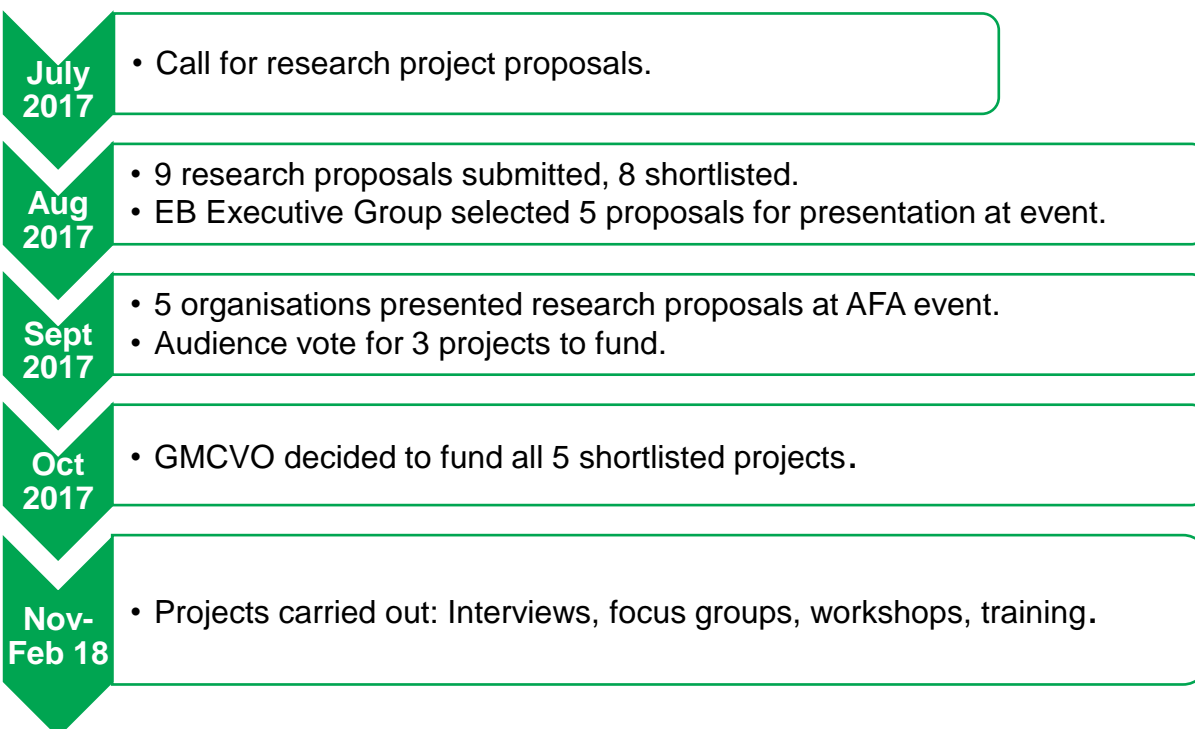 July
2017
• Call for research project proposals.
Aug
2017
• 9 research proposals submitted, 8 shortlisted.
• EB Executive Group selected 5 proposals for presentation at event.
Sept
2017
• 5 organisations presented research proposals at AFA event.
• Audience vote for 3 projects to fund.
Oct
2017
• GMCVO decided to fund all 5 shortlisted projects.
Nov-
Feb 18
• Projects carried out: Interviews, focus groups, workshops, training.